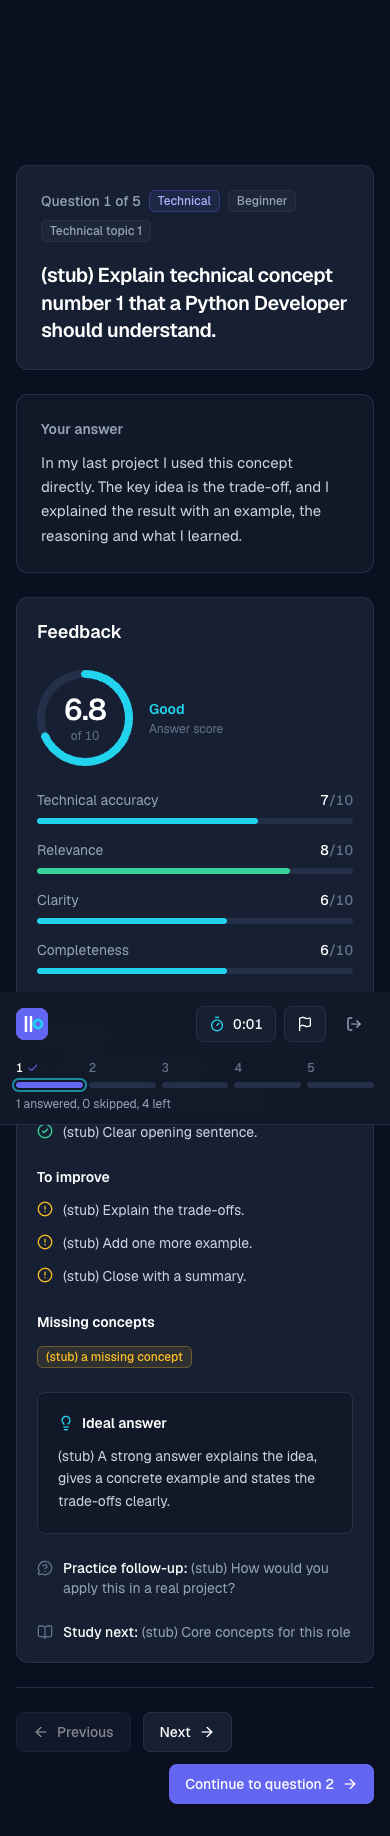 Question 1 of 5 Technical Beginner
Technical topic 1
(stub) Explain technical concept
number 1 that a Python Developer
should understand.
Your answer
In my last project I used this concept
directly. The key idea is the trade-off, and I
explained the result with an example, the
reasoning and what I learned.
Feedback
6.8
of 10
Good
Answer score
Technical accuracy 7/10
Relevance 8/10
Clarity 6/10
Completeness 6/10
0:01
1 2 3 4 5
1 answered, 0 skipped, 4 left
(stub) Clear opening sentence.
To improve
(stub) Explain the trade-offs.
(stub) Add one more example.
(stub) Close with a summary.
Missing concepts
(stub) a missing concept
Ideal answer
(stub) A strong answer explains the idea,
gives a concrete example and states the
trade-offs clearly.
Practice follow-up: (stub) How would you
apply this in a real project?
Study next: (stub) Core concepts for this role
Previous Next
Continue to question 2